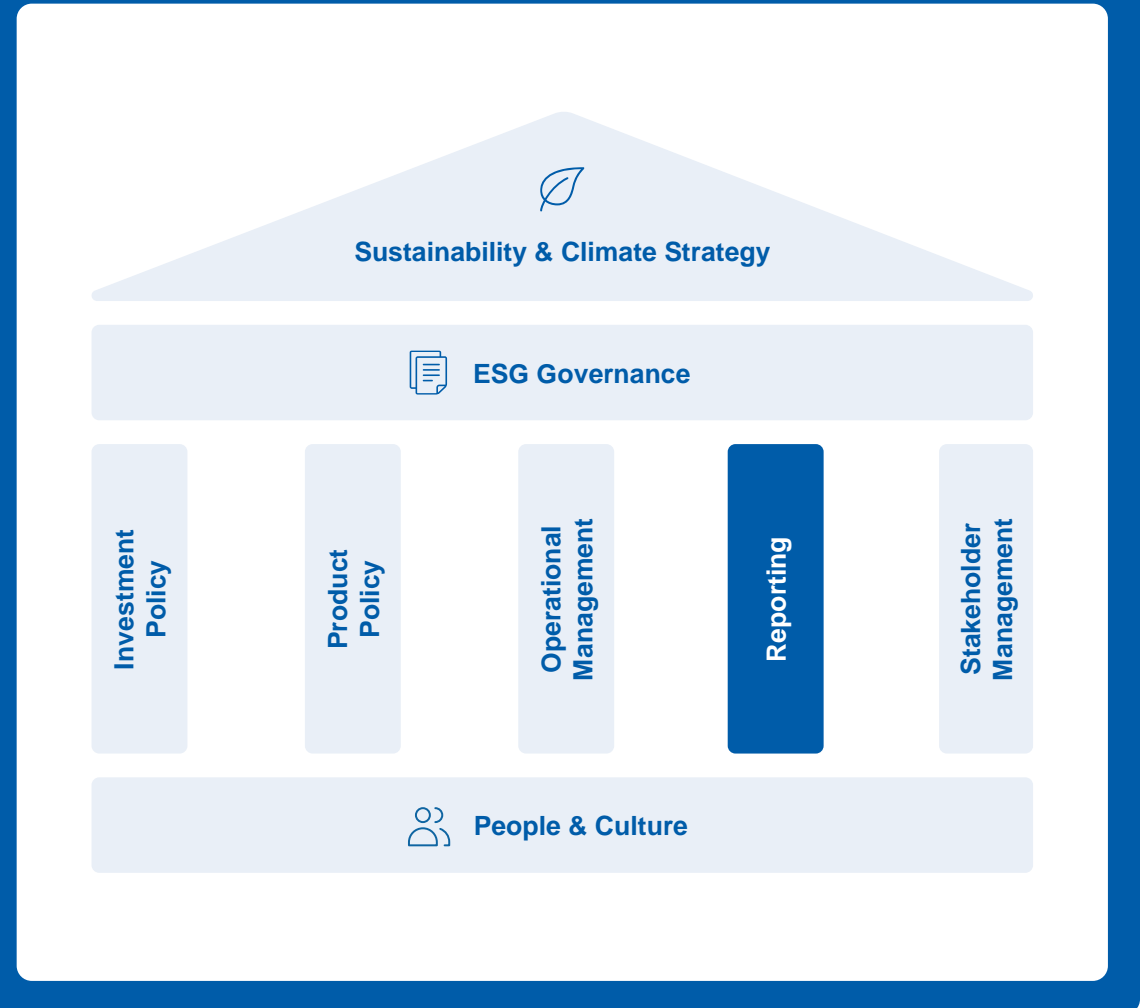 Sustainability & Climate Strategy
ESG Governance
Investment
Policy
Product
Policy
Operational
Management
Reporting
Stakeholder
Management
People & Culture